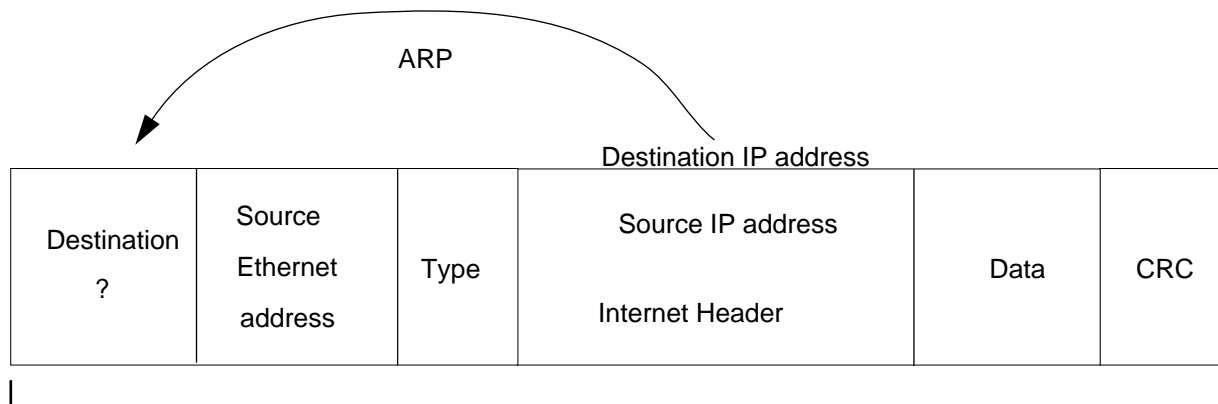 ARP
Destination IP address
Destination
?
Source
Ethernet
address
Type
Source IP address
Internet Header
Data
CRC